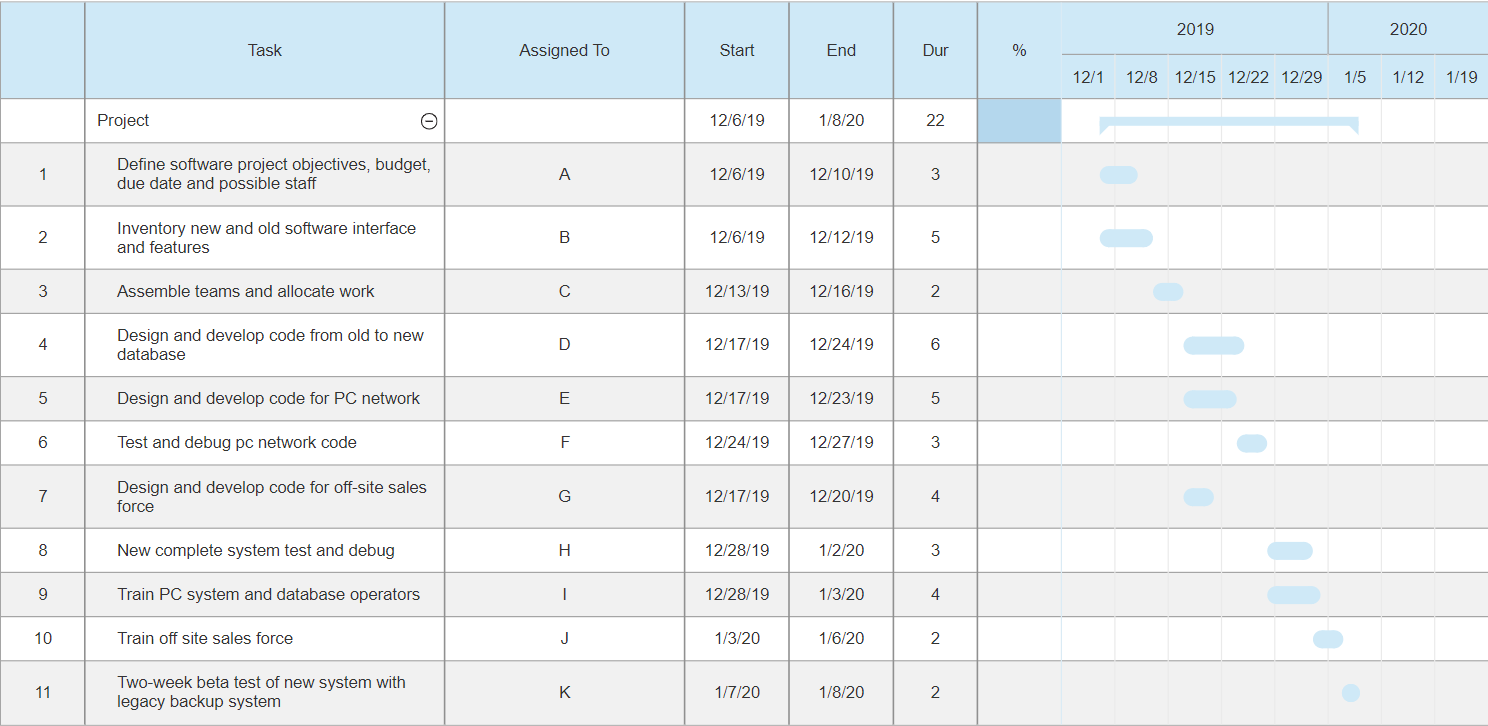 Task Assigned To Start End Dur % 2019 2020
12/1 12/8 12/15 12/22 12/29 1/5 1/12 1/19
Project 12/6/19 1/8/20 22
1 Define software project objectives, budget, A 12/6/19 12/10/19 3
due date and possible staff
2 Inventory new and old software interface B 12/6/19 12/12/19 5
and features
3 Assemble teams and allocate work C 12/13/19 12/16/19 2
4 Design and develop code from old to new D 12/17/19 12/24/19 6
database
5 Design and develop code for PC network E 12/17/19 12/23/19 5
6 Test and debug pc network code F 12/24/19 12/27/19 3
7 Design and develop code for off-site sales G 12/17/19 12/20/19 4
force
8 New complete system test and debug H 12/28/19 1/2/20 3
9 Train PC system and database operators I 12/28/19 1/3/20 4
10 Train off site sales force J 1/3/20 1/6/20 2
11 Two-week beta test of new system with K 1/7/20 1/8/20 2
legacy backup system